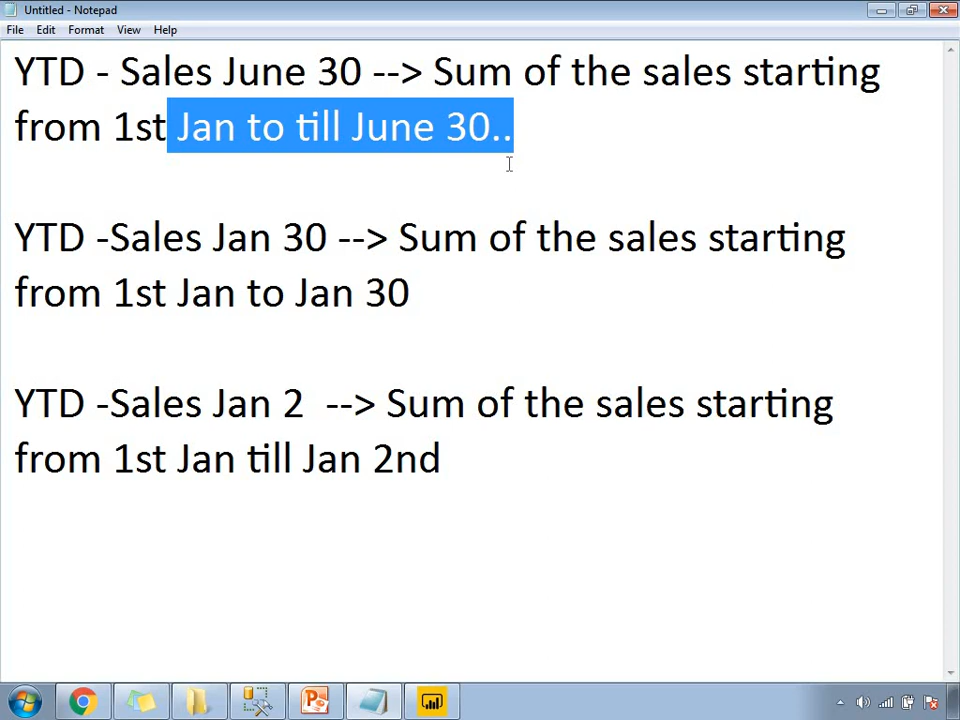 Untitled - Notepad
File Edit Format View Help
YTD - Sales June 30 --> Sum of the sales starting
from 1st Jan to till June 30..
YTD -Sales Jan 30 --> Sum of the sales starting
from 1st Jan to Jan 30
YTD -Sales Jan 2  --> Sum of the sales starting
from 1st Jan till Jan 2nd